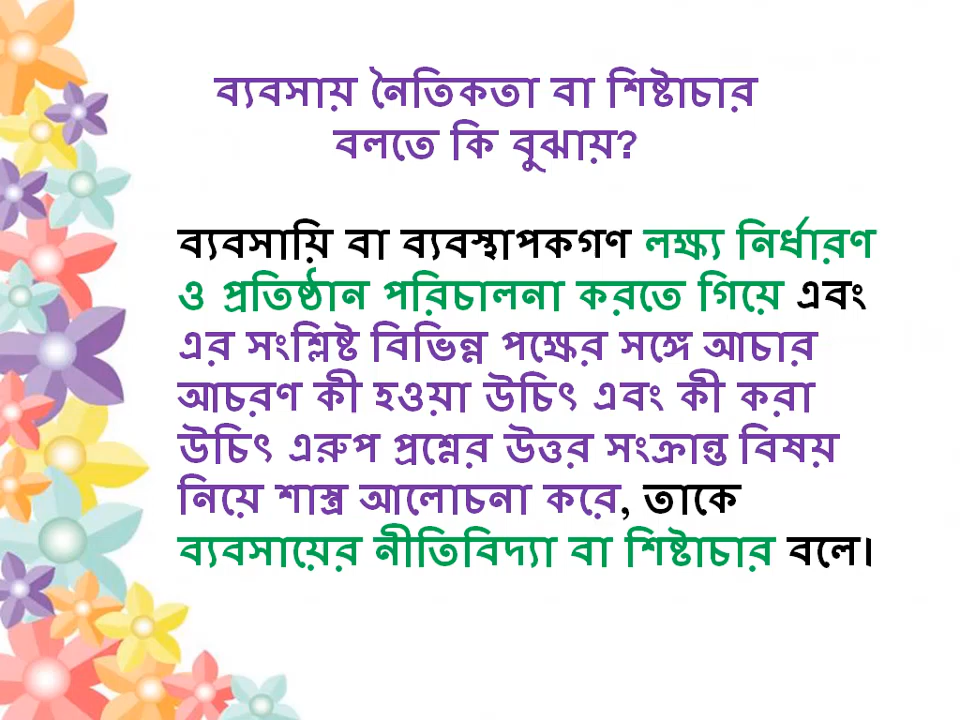 ব্যবসায় নৈতিকতা বা শিষ্টাচার
বলতে কি বুঝায়?
ব্যবসায়ি বা ব্যবস্থাপকগণ লক্ষ্য নির্ধারণ
ও প্রতিষ্ঠান পরিচালনা করতে গিয়ে এবং
এর সংশ্লিষ্ট বিভিন্ন পক্ষের সঙ্গে আচার
আচরণ কী হওয়া উচিৎ এবং কী করা
উচিৎ এরুপ প্রশ্নের উত্তর সংক্রান্ত বিষয়
নিয়ে শাস্ত্র আলোচনা করে, তাকে
ব্যবসায়ের নীতিবিদ্যা বা শিষ্টাচার বলে।